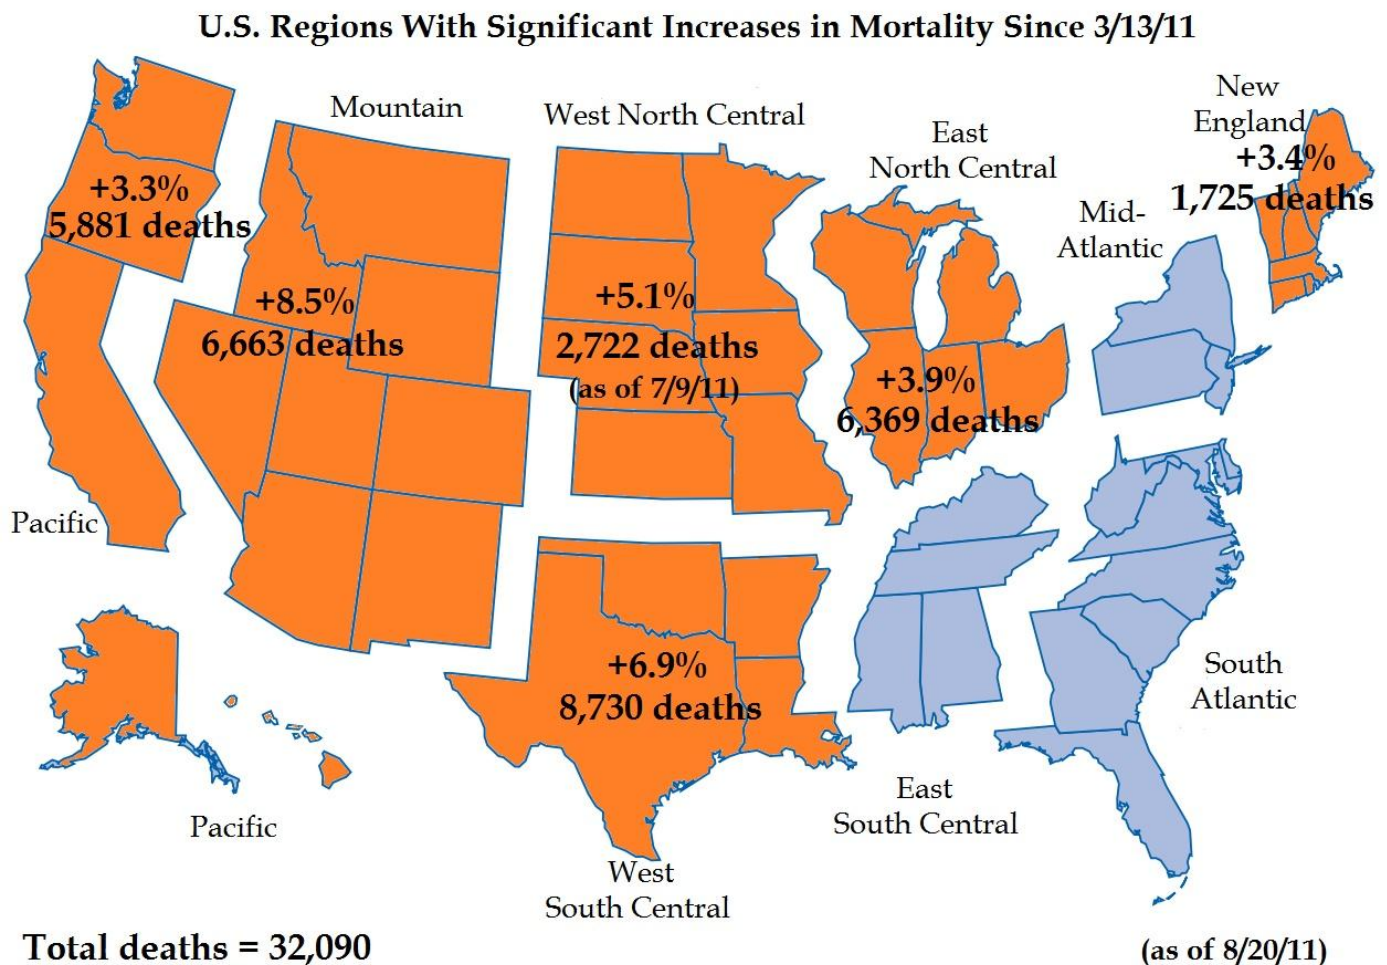 U.S. Regions With Significant Increases in Mortality Since 3/13/11
Mountain
West North Central
East
North Central
New
England
+3.4%
1,725 deaths
Mid-
Atlantic
+3.3%
5,881 deaths
+8.5%
6,663 deaths
+5.1%
2,722 deaths
(as of 7/9/11)
+3.9%
6,369 deaths
Pacific
+6.9%
8,730 deaths
South
Atlantic
Pacific
East
South Central
West
South Central
Total deaths = 32,090
(as of 8/20/11)